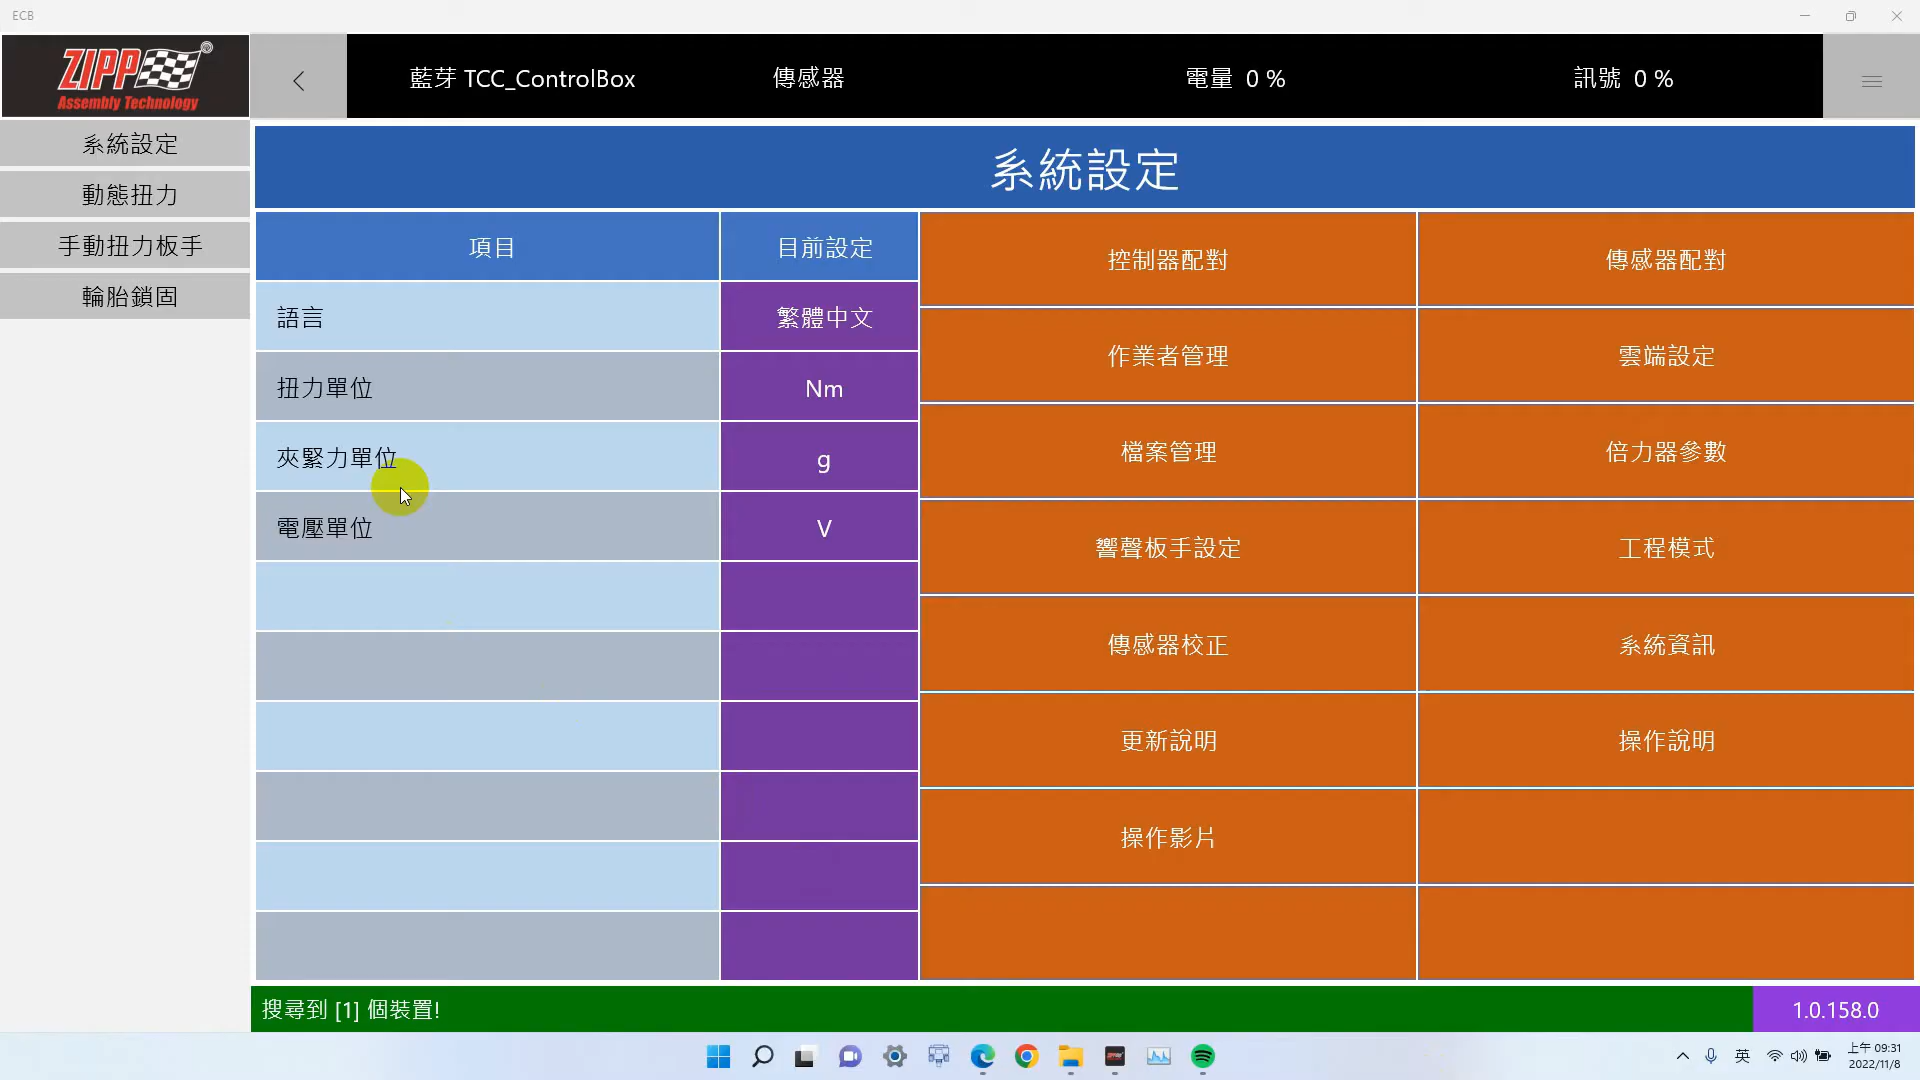 ECB
ZIPP®
Assembly Technology
藍芽 TCC_ControlBox
傳感器
電量 0 %
訊號 0 %
系統設定
動態扭力
手動扭力板手
輪胎鎖固
系統設定
項目
目前設定
語言
繁體中文
扭力單位
Nm
夾緊力單位
g
電壓單位
V
控制器配對
傳感器配對
作業者管理
雲端設定
檔案管理
倍力器參數
響聲板手設定
工程模式
傳感器校正
系統資訊
更新說明
操作說明
操作影片
搜尋到 [1] 個裝置!
1.0.158.0
英
上午 09:31
2022/11/8